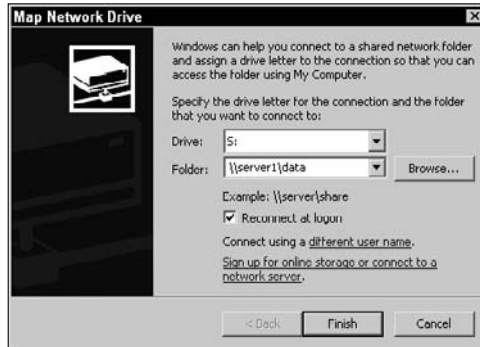 Map Network Drive
Windows can help you connect to a shared network folder
and assign a drive letter to the connection so that you can
access the folder using My Computer.
Specify the drive letter for the connection and the folder
that you want to connect to:
Drive: S:
Folder: \\server1\data Browse...
Example: \\server\share
Reconnect at logon
Connect using a different user name.
Sign up for online storage or connect to a
network server.
< Back Finish Cancel